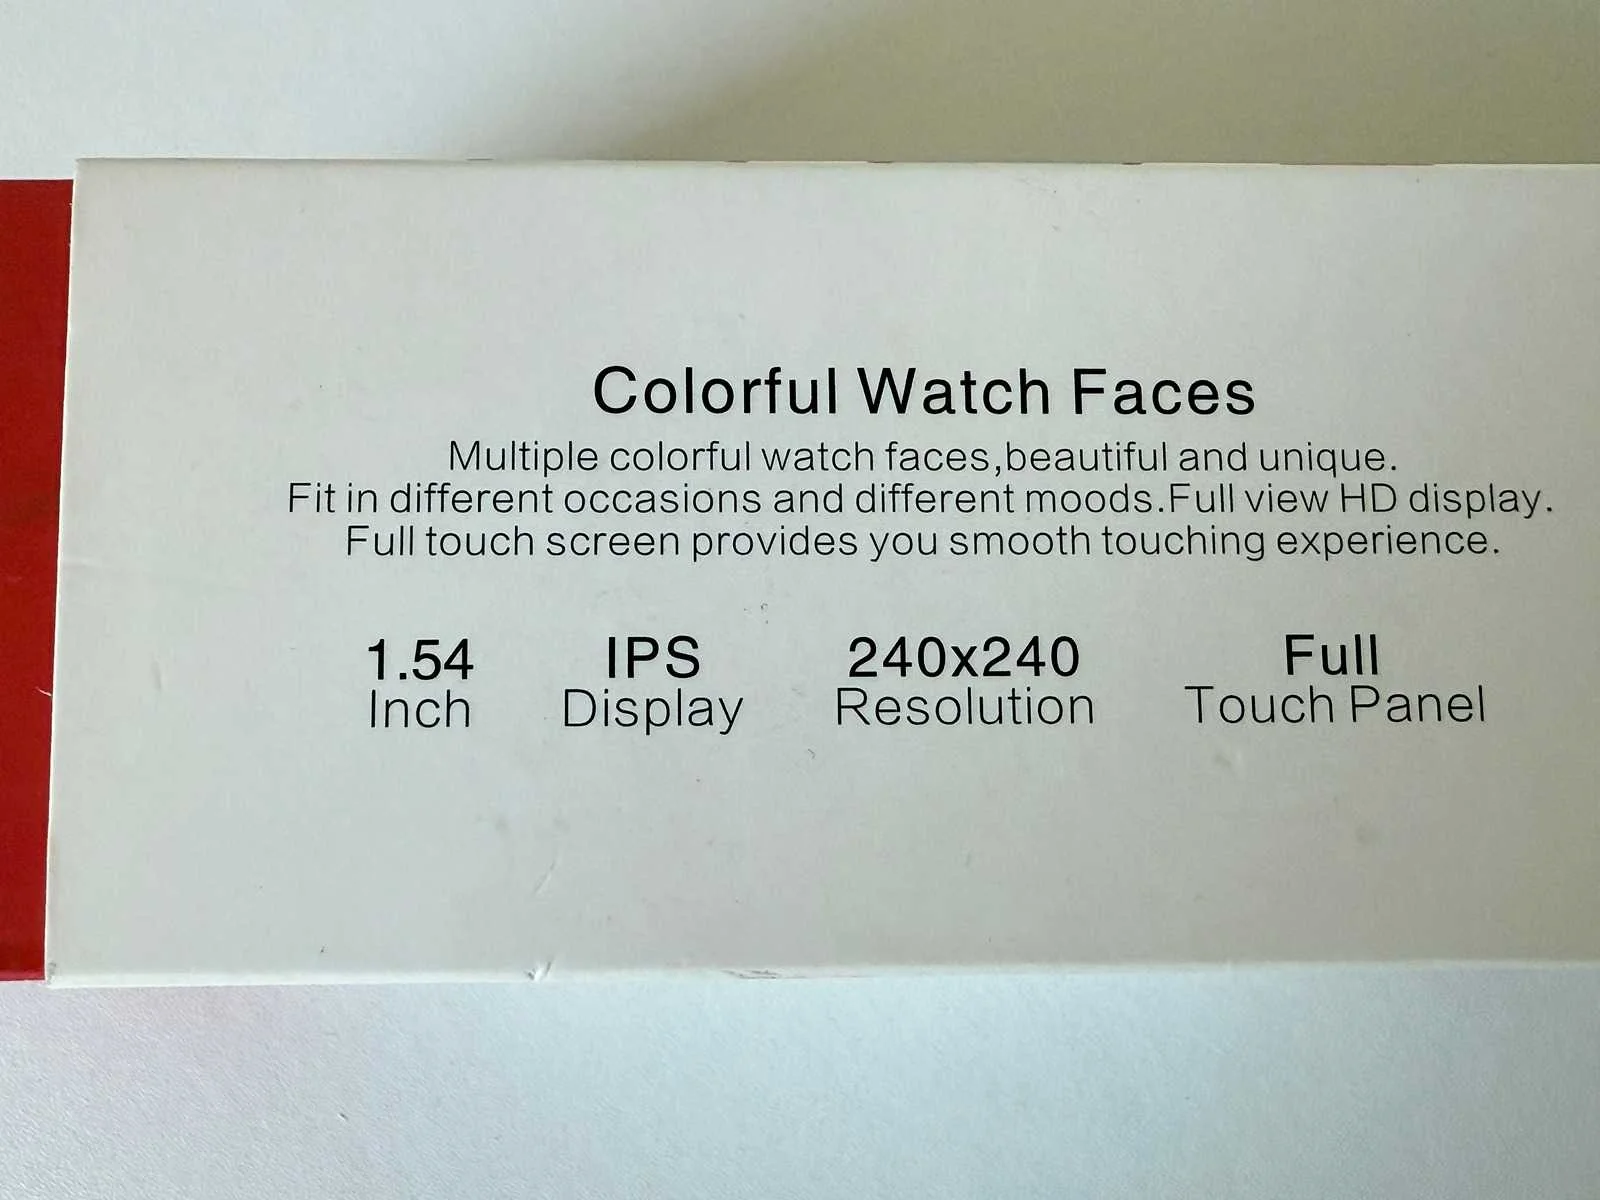 Colorful Watch Faces
Multiple colorful watch faces,beautiful and unique.
Fit in different occasions and different moods.Full view HD display.
Full touch screen provides you smooth touching experience.
1.54 IPS 240x240 Full
Inch Display Resolution Touch Panel